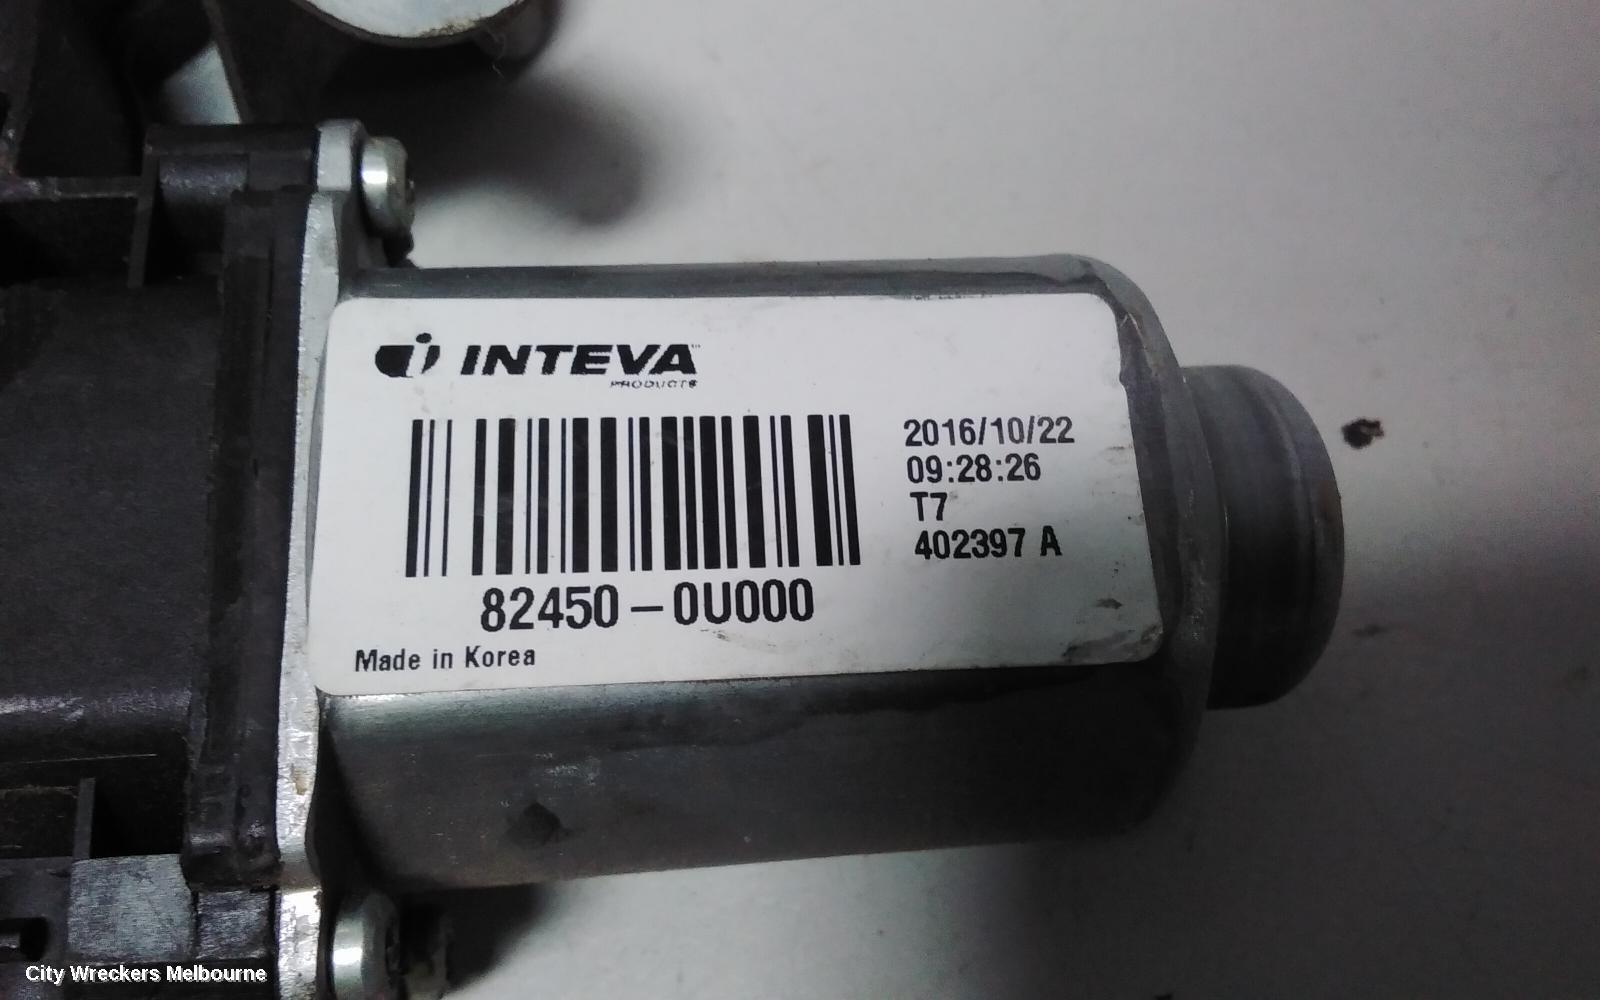 INTEVA
PRODUCTS
2016/10/22
09:28:26
T7
402397 A
82450-0U000
Made in Korea
City Wreckers Melbourne